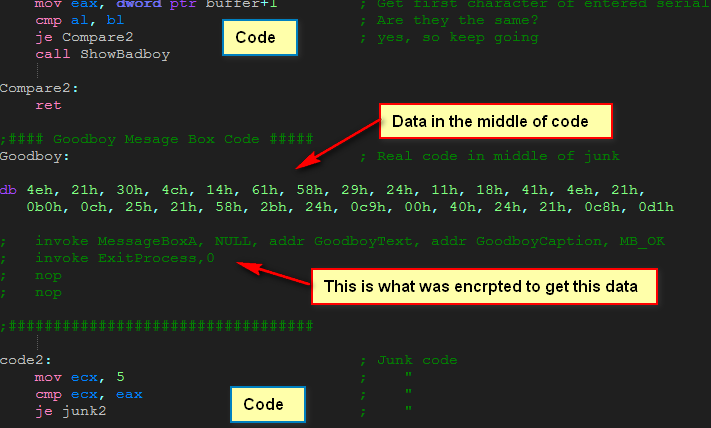 mov eax, dword ptr buffer+1 ; Get first character of entered serial
cmp al, bl ; Are they the same?
je Compare2 ; yes, so keep going
call ShowBadboy
Code
Compare2:
ret
Data in the middle of code
;#### Goodboy Mesage Box Code #####
Goodboy: ; Real code in middle of junk
db 4eh, 21h, 30h, 4ch, 14h, 61h, 58h, 29h, 24h, 11h, 18h, 41h, 4eh, 21h,
0b0h, 0ch, 25h, 21h, 58h, 2bh, 24h, 0c9h, 00h, 40h, 24h, 21h, 0c8h, 0d1h
; invoke MessageBoxA, NULL, addr GoodboyText, addr GoodboyCaption, MB_OK
; invoke ExitProcess,0
; nop
; nop
This is what was encrpted to get this data
;##################################
code2: ; Junk code
mov ecx, 5 ; "
cmp ecx, eax ; "
je junk2 ; "
Code